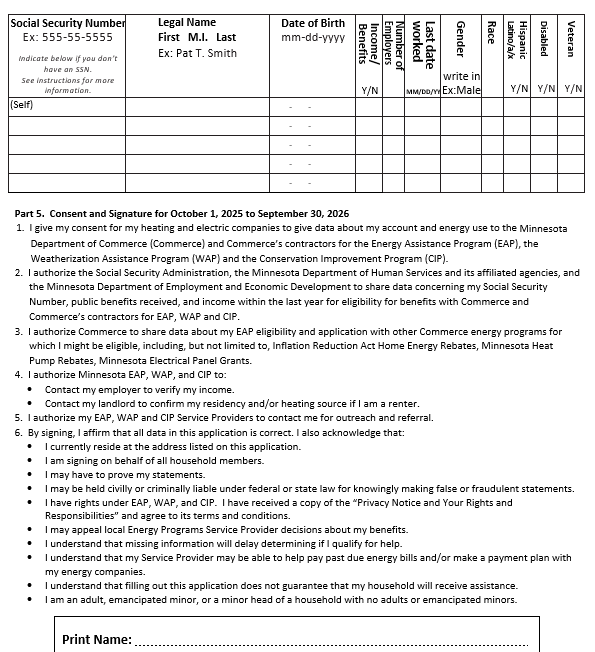 Social Security Number
Ex: 555-55-5555
Indicate below if you don't
have an SSN.
See instructions for more
information.
Legal Name
First M.I. Last
Ex: Pat T. Smith
Date of Birth
mm-dd-yyyy
Income/
Benefits
Y/N
Number of
Employers
Last date
worked
MM/DD/YY
Gender
write in
Ex:Male
Race
Hispanic
Latino/a/x
Y/N
Disabled
Y/N
Veteran
Y/N
(Self)
- -
- -
- -
- -
- -
Part 5. Consent and Signature for October 1, 2025 to September 30, 2026
1. I give my consent for my heating and electric companies to give data about my account and energy use to the Minnesota
Department of Commerce (Commerce) and Commerce's contractors for the Energy Assistance Program (EAP), the
Weatherization Assistance Program (WAP) and the Conservation Improvement Program (CIP).
2. I authorize the Social Security Administration, the Minnesota Department of Human Services and its affiliated agencies, and
the Minnesota Department of Employment and Economic Development to share data concerning my Social Security
Number, public benefits received, and income within the last year for eligibility for benefits with Commerce and
Commerce's contractors for EAP, WAP and CIP.
3. I authorize Commerce to share data about my EAP eligibility and application with other Commerce energy programs for
which I might be eligible, including, but not limited to, Inflation Reduction Act Home Energy Rebates, Minnesota Heat
Pump Rebates, Minnesota Electrical Panel Grants.
4. I authorize Minnesota EAP, WAP, and CIP to:
• Contact my employer to verify my income.
• Contact my landlord to confirm my residency and/or heating source if I am a renter.
5. I authorize my EAP, WAP and CIP Service Providers to contact me for outreach and referral.
6. By signing, I affirm that all data in this application is correct. I also acknowledge that:
• I currently reside at the address listed on this application.
• I am signing on behalf of all household members.
• I may have to prove my statements.
• I may be held civilly or criminally liable under federal or state law for knowingly making false or fraudulent statements.
• I have rights under EAP, WAP, and CIP. I have received a copy of the "Privacy Notice and Your Rights and
Responsibilities" and agree to its terms and conditions.
• I may appeal local Energy Programs Service Provider decisions about my benefits.
• I understand that missing information will delay determining if I qualify for help.
• I understand that my Service Provider may be able to help pay past due energy bills and/or make a payment plan with
my energy companies.
• I understand that filling out this application does not guarantee that my household will receive assistance.
• I am an adult, emancipated minor, or a minor head of a household with no adults or emancipated minors.
Print Name: